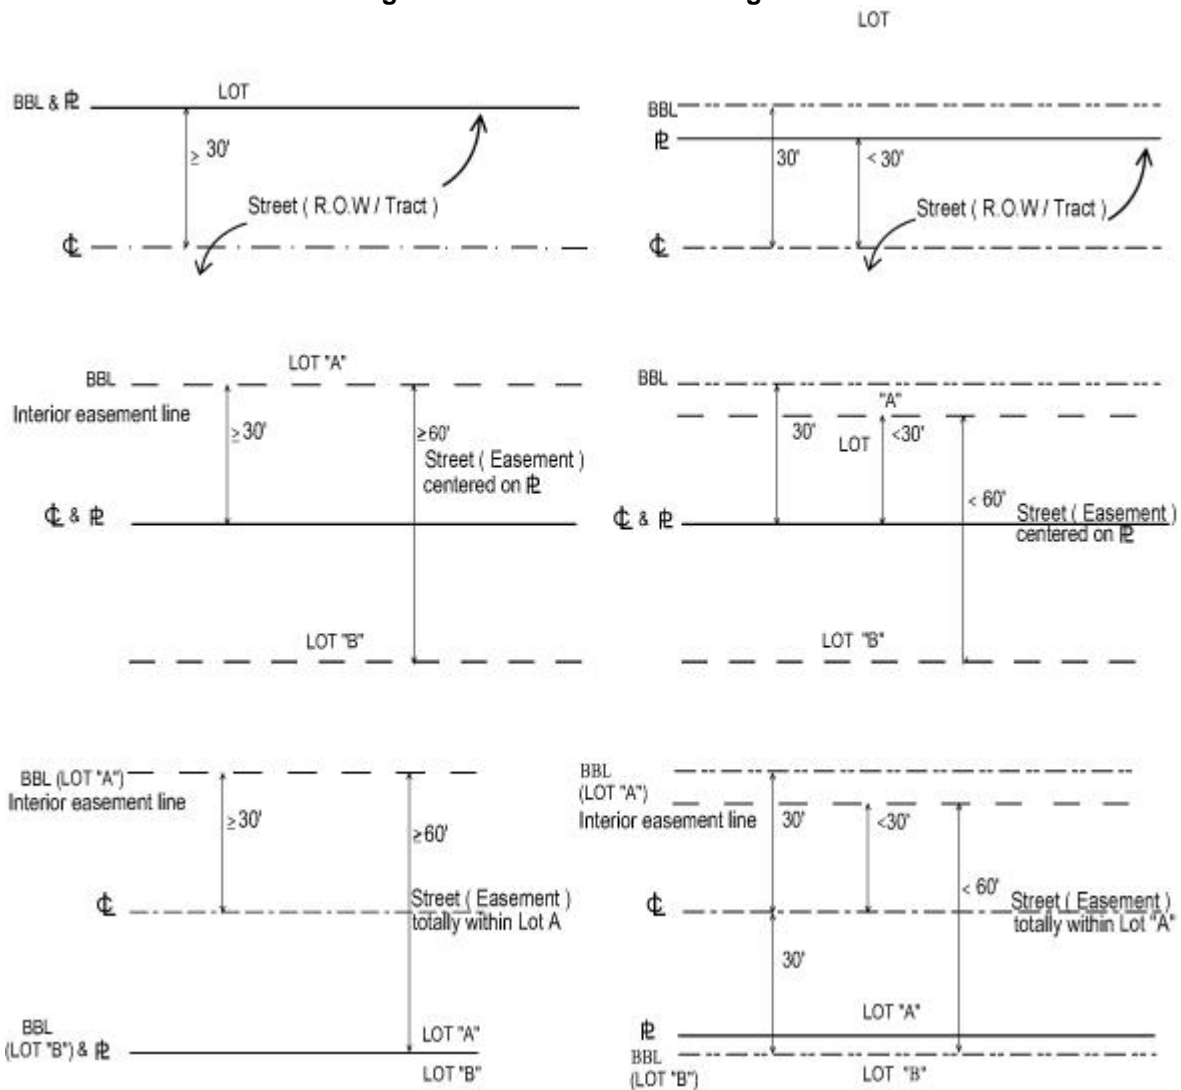 LOT
BBL & ⅊
LOT
≥ 30'
Street ( R.O.W / Tract )
℄
BBL
⅊
30'
< 30'
Street ( R.O.W / Tract )
℄
LOT "A"
BBL
Interior easement line
≥30'
≥60'
Street ( Easement )
centered on ⅊
℄ & ⅊
LOT "B"
BBL
"A"
30'
LOT
<30'
< 60'
Street ( Easement )
centered on ⅊
℄ & ⅊
LOT "B"
BBL (LOT "A")
Interior easement line
≥30'
≥60'
℄
Street ( Easement )
totally within Lot A
BBL
(LOT "B") & ⅊
LOT "A"
LOT "B"
BBL
(LOT "A")
Interior easement line
30'
<30'
< 60'
℄
Street ( Easement )
totally within Lot "A"
30'
LOT "A"
⅊
BBL
(LOT "B")
LOT "B"